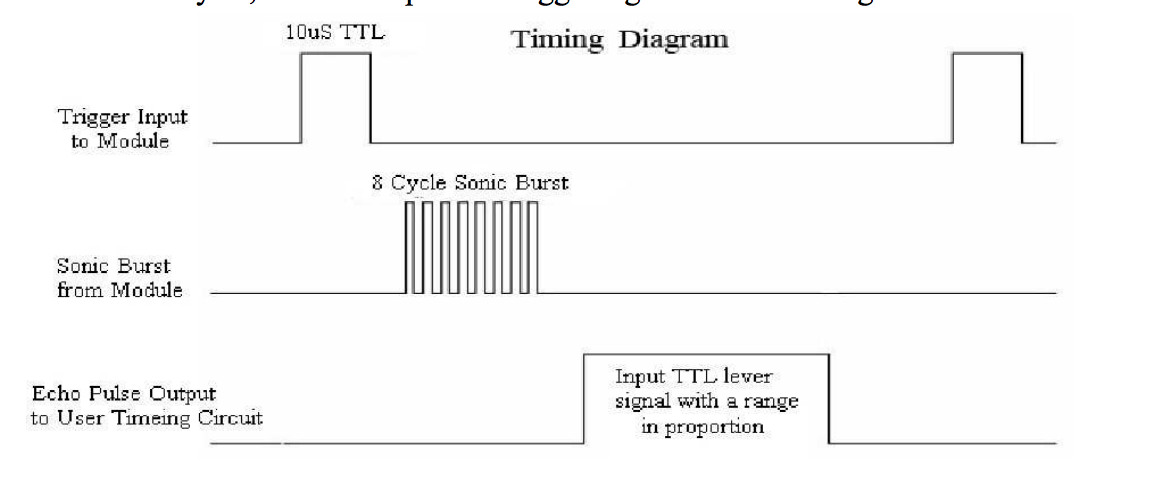 10uS TTL
Timing Diagram
Trigger Input
to Module
8 Cycle Sonic Burst
Sonic Burst
from Module
Input TTL lever
signal with a range
in proportion
Echo Pulse Output
to User Timeing Circuit